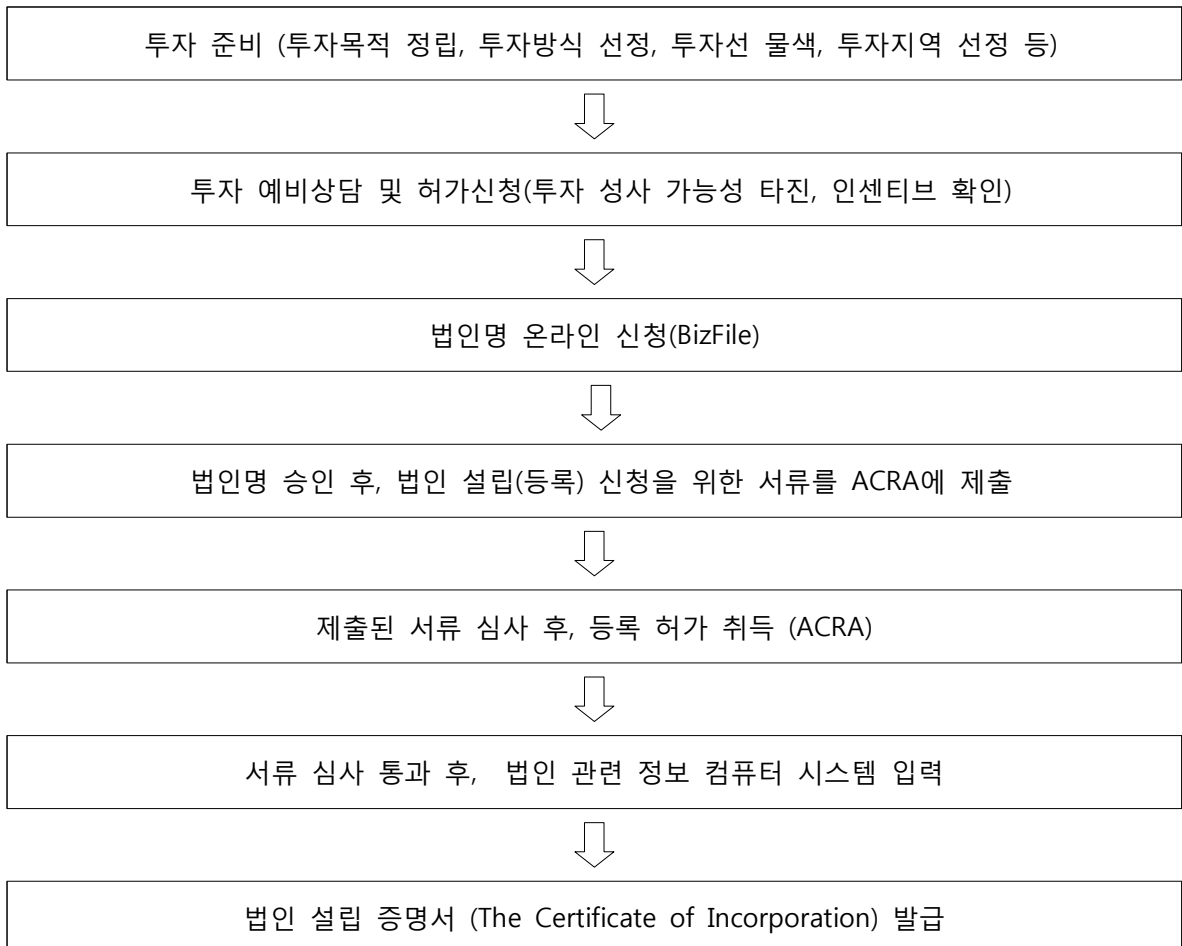 투자 준비 (투자목적 정립, 투자방식 선정, 투자선 물색, 투자지역 선정 등)
투자 예비상담 및 허가신청(투자 성사 가능성 타진, 인센티브 확인)
법인명 온라인 신청(BizFile)
법인명 승인 후, 법인 설립(등록) 신청을 위한 서류를 ACRA에 제출
제출된 서류 심사 후, 등록 허가 취득 (ACRA)
서류 심사 통과 후, 법인 관련 정보 컴퓨터 시스템 입력
법인 설립 증명서 (The Certificate of Incorporation) 발급